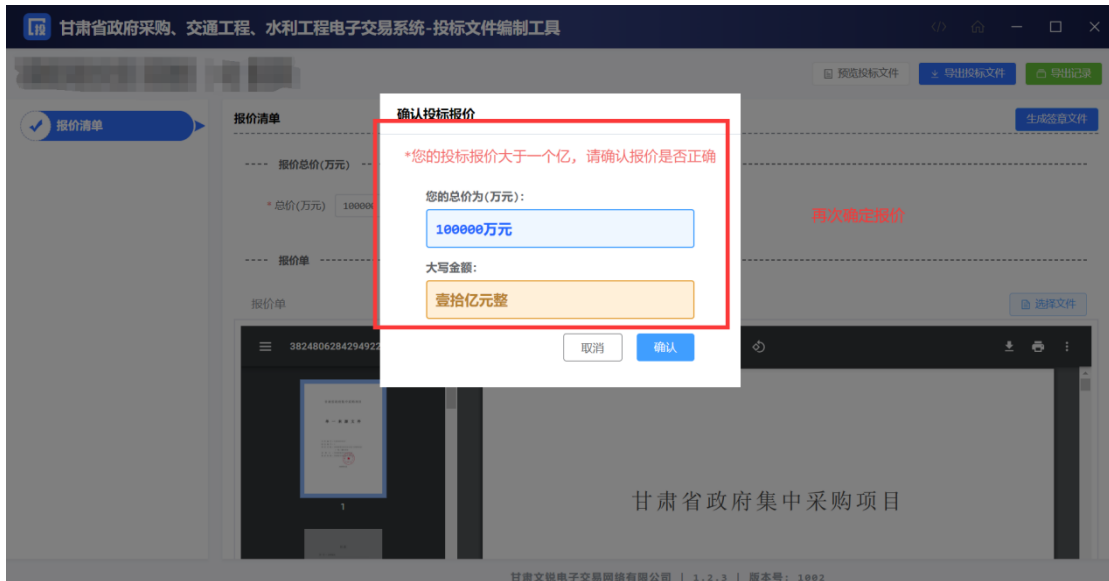 投 甘肃省政府采购、交通工程、水利工程电子交易系统-投标文件编制工具
预览投标文件 导出投标文件 导出记录
报价清单
报价清单 生成签章文件
确认投标报价
*您的投标报价大于一个亿，请确认报价是否正确
---- 报价总价(万元)
您的总价为(万元):
* 总价(万元) 100000
100000万元
再次确定报价
---- 报价单
大写金额:
壹拾亿元整
报价单 选择文件
取消 确认
3824806284294922
1
甘肃省政府集中采购项目
甘肃文锐电子交易网络有限公司 | 1.2.3 | 版本号: 1002